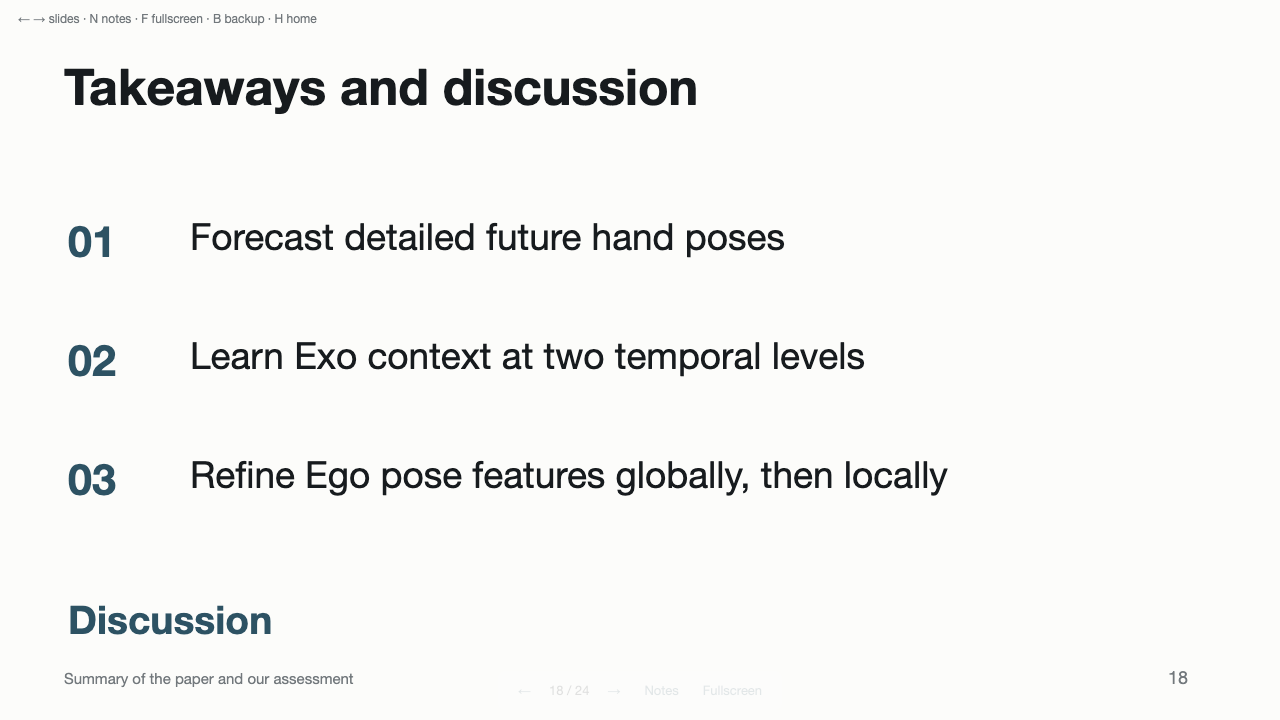 ←→ slides · N notes · F fullscreen · B backup · H home
Takeaways and discussion
01 Forecast detailed future hand poses
02 Learn Exo context at two temporal levels
03 Refine Ego pose features globally, then locally
Discussion
Summary of the paper and our assessment
18
← 18 / 24 → Notes Fullscreen